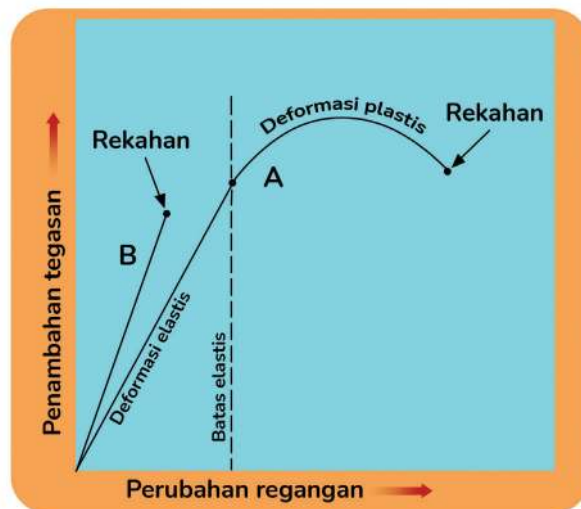 Deformasi plastis
Rekahan
Rekahan
A
B
Deformasi elastis
Batas elastis
Penambahan tegasan
Perubahan regangan